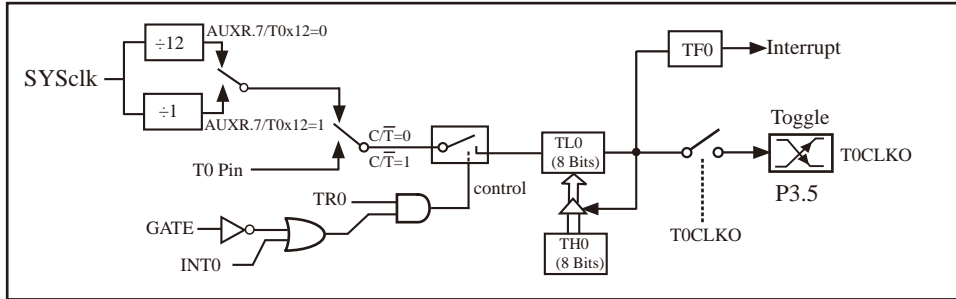 AUXR.7/T0x12=0
÷12
SYSclk
÷1
AUXR.7/T0x12=1
T0 Pin
C/T̅=0
C/T̅=1
TR0
GATE
INT0
control
TL0
(8 Bits)
TH0
(8 Bits)
TF0
Interrupt
Toggle
T0CLKO
P3.5
T0CLKO